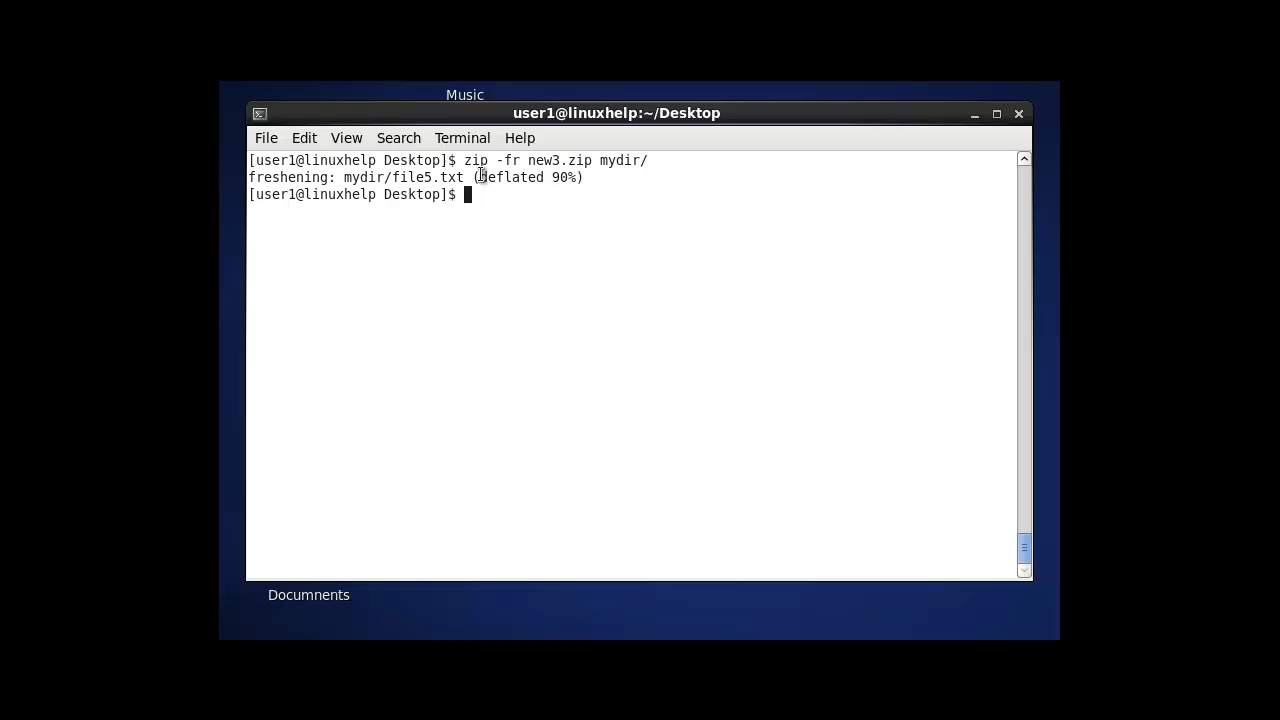 Music
user1@linuxhelp:~/Desktop
File Edit View Search Terminal Help
[user1@linuxhelp Desktop]$ zip -fr new3.zip mydir/
freshening: mydir/file5.txt (deflated 90%)
[user1@linuxhelp Desktop]$
Documnents